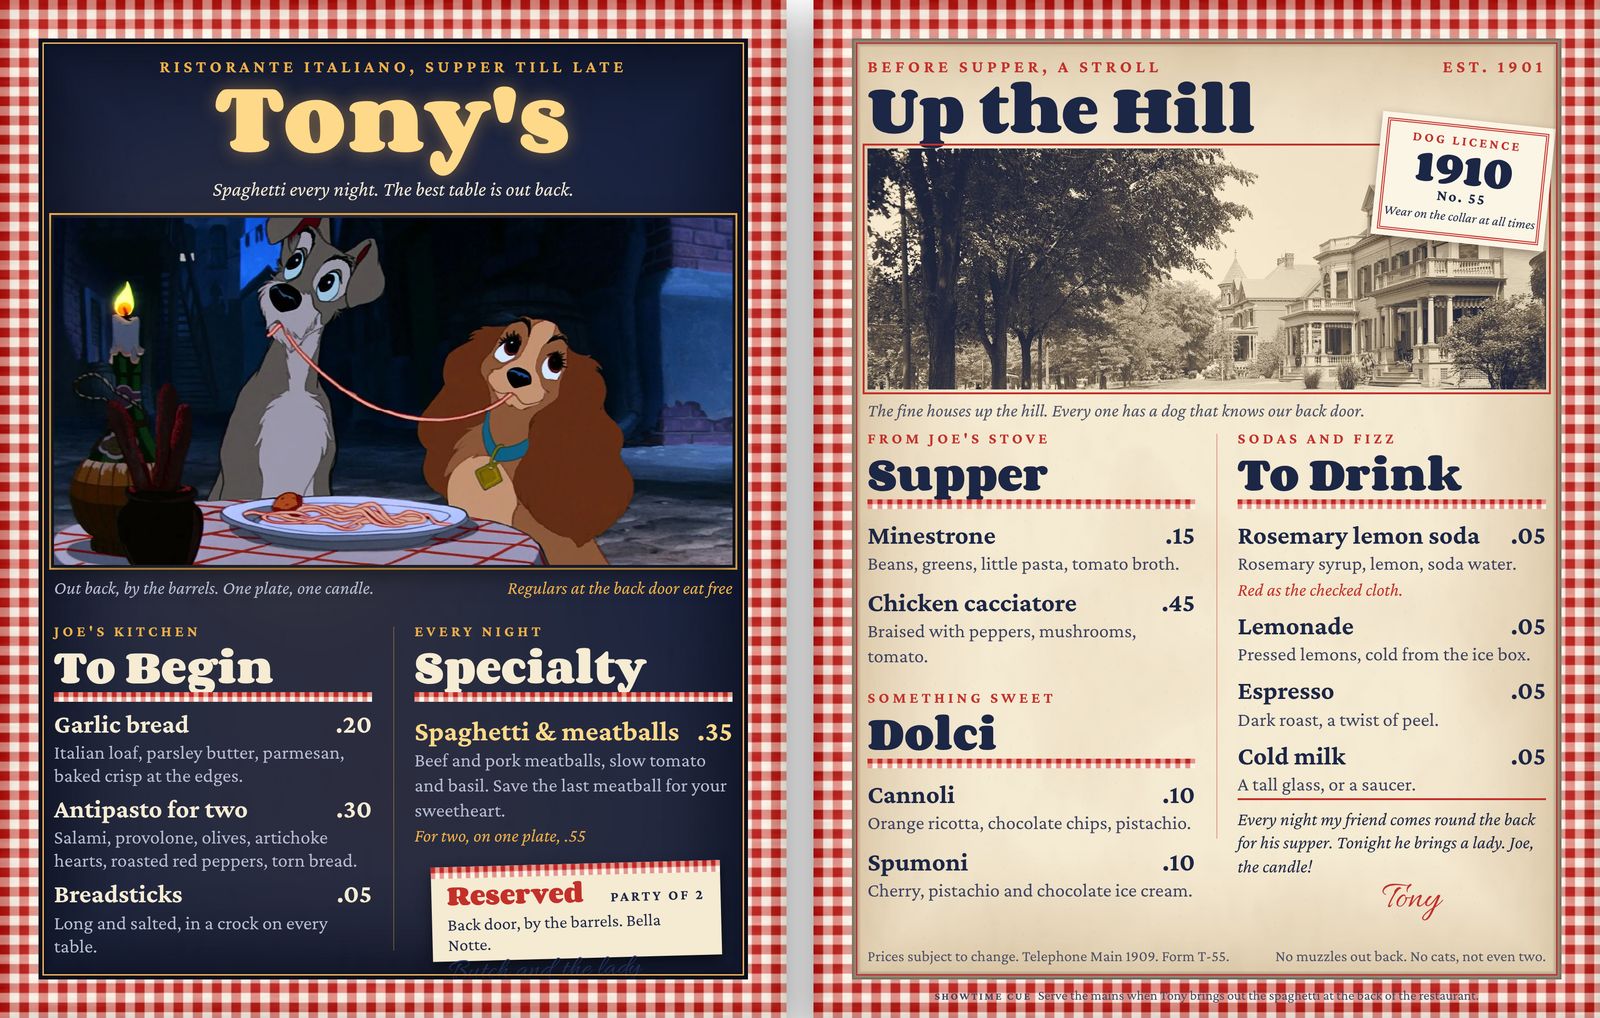 RISTORANTE ITALIANO, SUPPER TILL LATE
Tony's
Spaghetti every night. The best table is out back.
Out back, by the barrels. One plate, one candle.
Regulars at the back door eat free
JOE'S KITCHEN
To Begin
Garlic bread .20
Italian loaf, parsley butter, parmesan,
baked crisp at the edges.
Antipasto for two .30
Salami, provolone, olives, artichoke
hearts, roasted red peppers, torn bread.
Breadsticks .05
Long and salted, in a crock on every
table.
EVERY NIGHT
Specialty
Spaghetti & meatballs .35
Beef and pork meatballs, slow tomato
and basil. Save the last meatball for your
sweetheart.
For two, on one plate, .55
Reserved PARTY OF 2
Back door, by the barrels. Bella
Notte.
Butch and the lady
BEFORE SUPPER, A STROLL
EST. 1901
Up the Hill
DOG LICENCE
1910
No. 55
Wear on the collar at all times
The fine houses up the hill. Every one has a dog that knows our back door.
FROM JOE'S STOVE
Supper
Minestrone .15
Beans, greens, little pasta, tomato broth.
Chicken cacciatore .45
Braised with peppers, mushrooms,
tomato.
SOMETHING SWEET
Dolci
Cannoli .10
Orange ricotta, chocolate chips, pistachio.
Spumoni .10
Cherry, pistachio and chocolate ice cream.
SODAS AND FIZZ
To Drink
Rosemary lemon soda .05
Rosemary syrup, lemon, soda water.
Red as the checked cloth.
Lemonade .05
Pressed lemons, cold from the ice box.
Espresso .05
Dark roast, a twist of peel.
Cold milk .05
A tall glass, or a saucer.
Every night my friend comes round the back
for his supper. Tonight he brings a lady. Joe,
the candle!
Tony
Prices subject to change. Telephone Main 1909. Form T-55.
No muzzles out back. No cats, not even two.
SHOWTIME CUE Serve the mains when Tony brings out the spaghetti at the back of the restaurant.